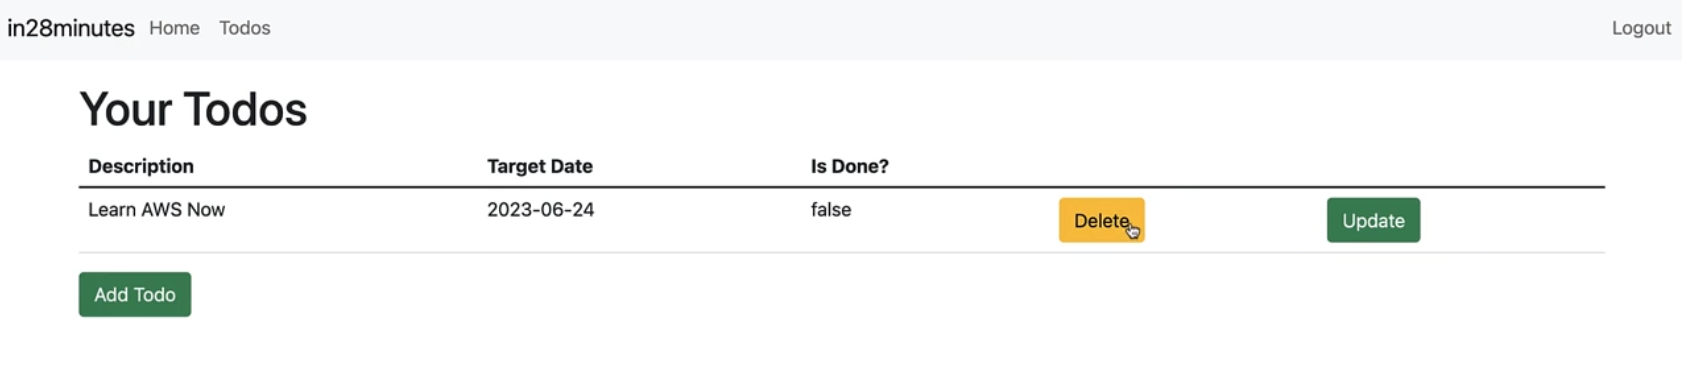 in28minutes Home Todos Logout
Your Todos
Description Target Date Is Done?
Learn AWS Now 2023-06-24 false Delete Update
Add Todo